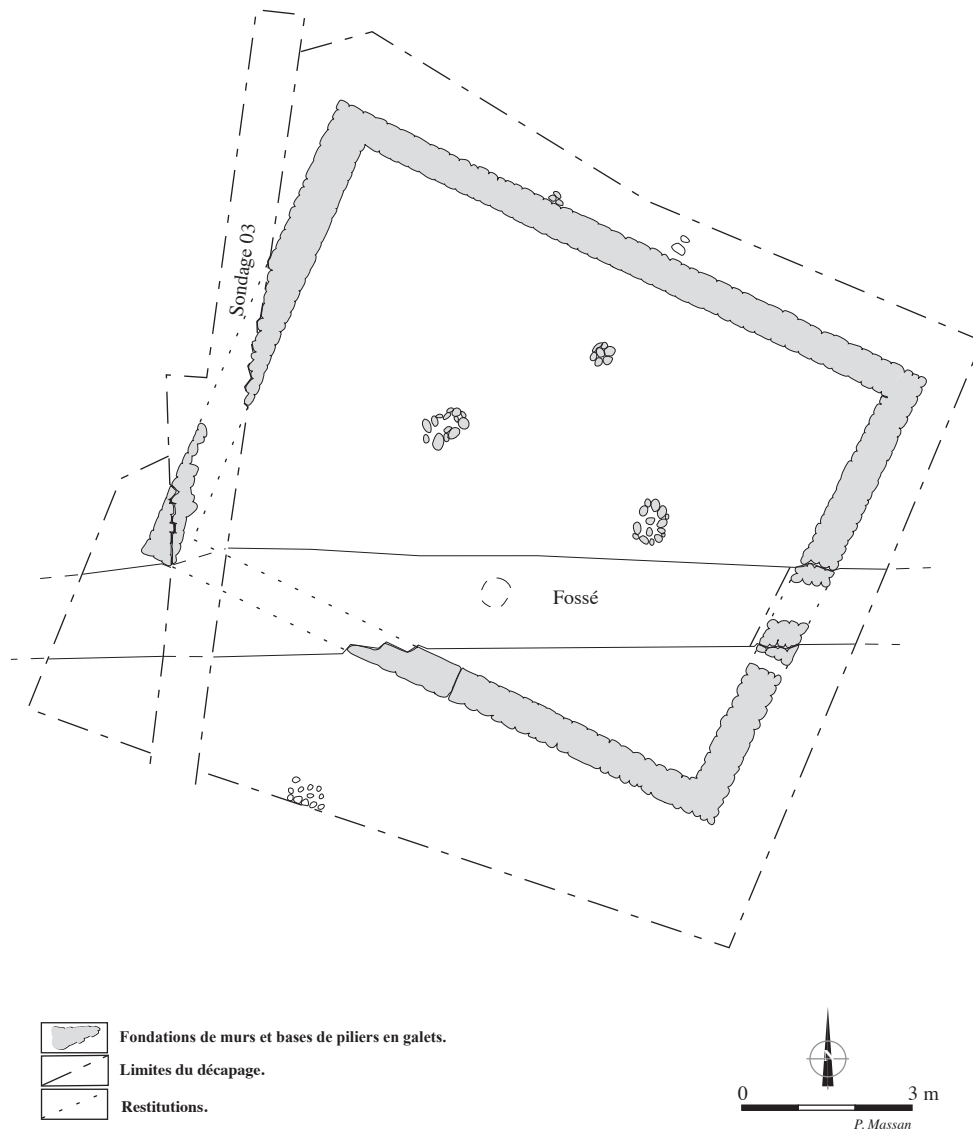 Sondage 03
Fossé
Fondations de murs et bases de piliers en galets.
Limites du décapage.
Restitutions.
N
0 3 m
P. Massan